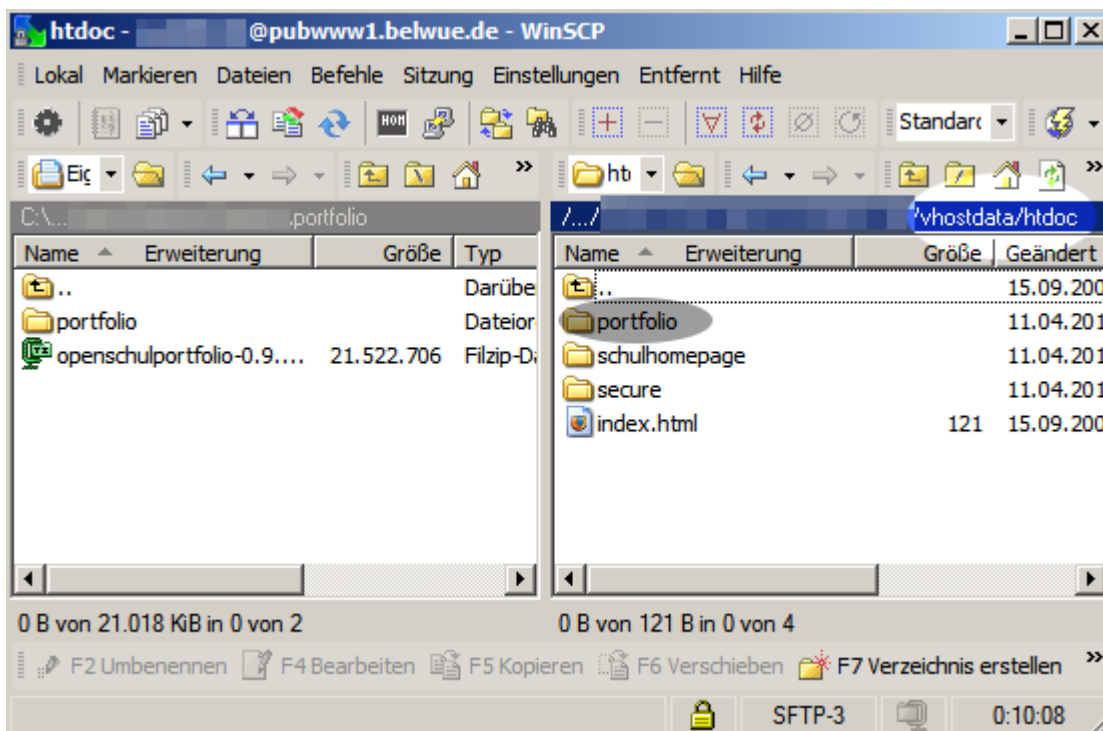 htdoc - @pubwww1.belwue.de - WinSCP
Lokal Markieren Dateien Befehle Sitzung Einstellungen Entfernt Hilfe
HOM Standarc
Eig » ht »
C:\... .portfolio
/.../ /vhostdata/htdoc
Name Erweiterung Größe Typ
.. Darübe
portfolio Dateior
openschulportfolio-0.9.... 21.522.706 Filzip-Da
0 B von 21.018 KiB in 0 von 2
Name Erweiterung Größe Geändert
.. 15.09.200
portfolio 11.04.201
schulhomepage 11.04.201
secure 11.04.201
index.html 121 15.09.200
0 B von 121 B in 0 von 4
F2 Umbenennen F4 Bearbeiten F5 Kopieren F6 Verschieben F7 Verzeichnis erstellen »
SFTP-3 0:10:08